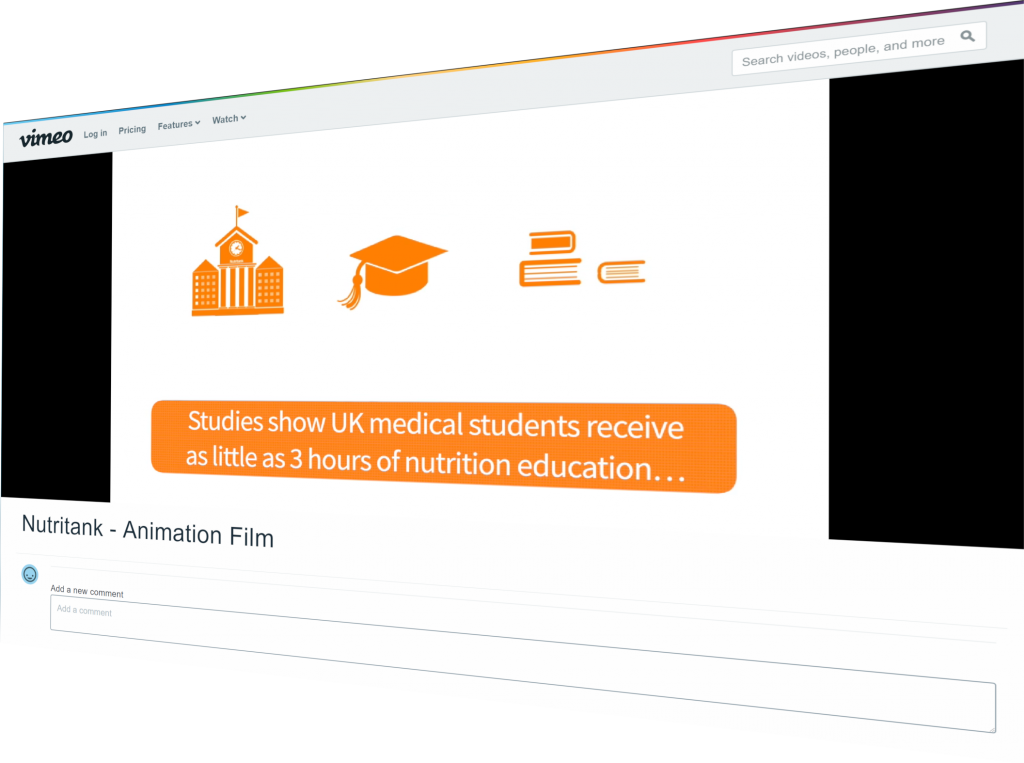 vimeo Log in Pricing Features Watch Search videos, people, and more
Studies show UK medical students receive
as little as 3 hours of nutrition education...
Nutritank - Animation Film
Add a new comment
Add a comment